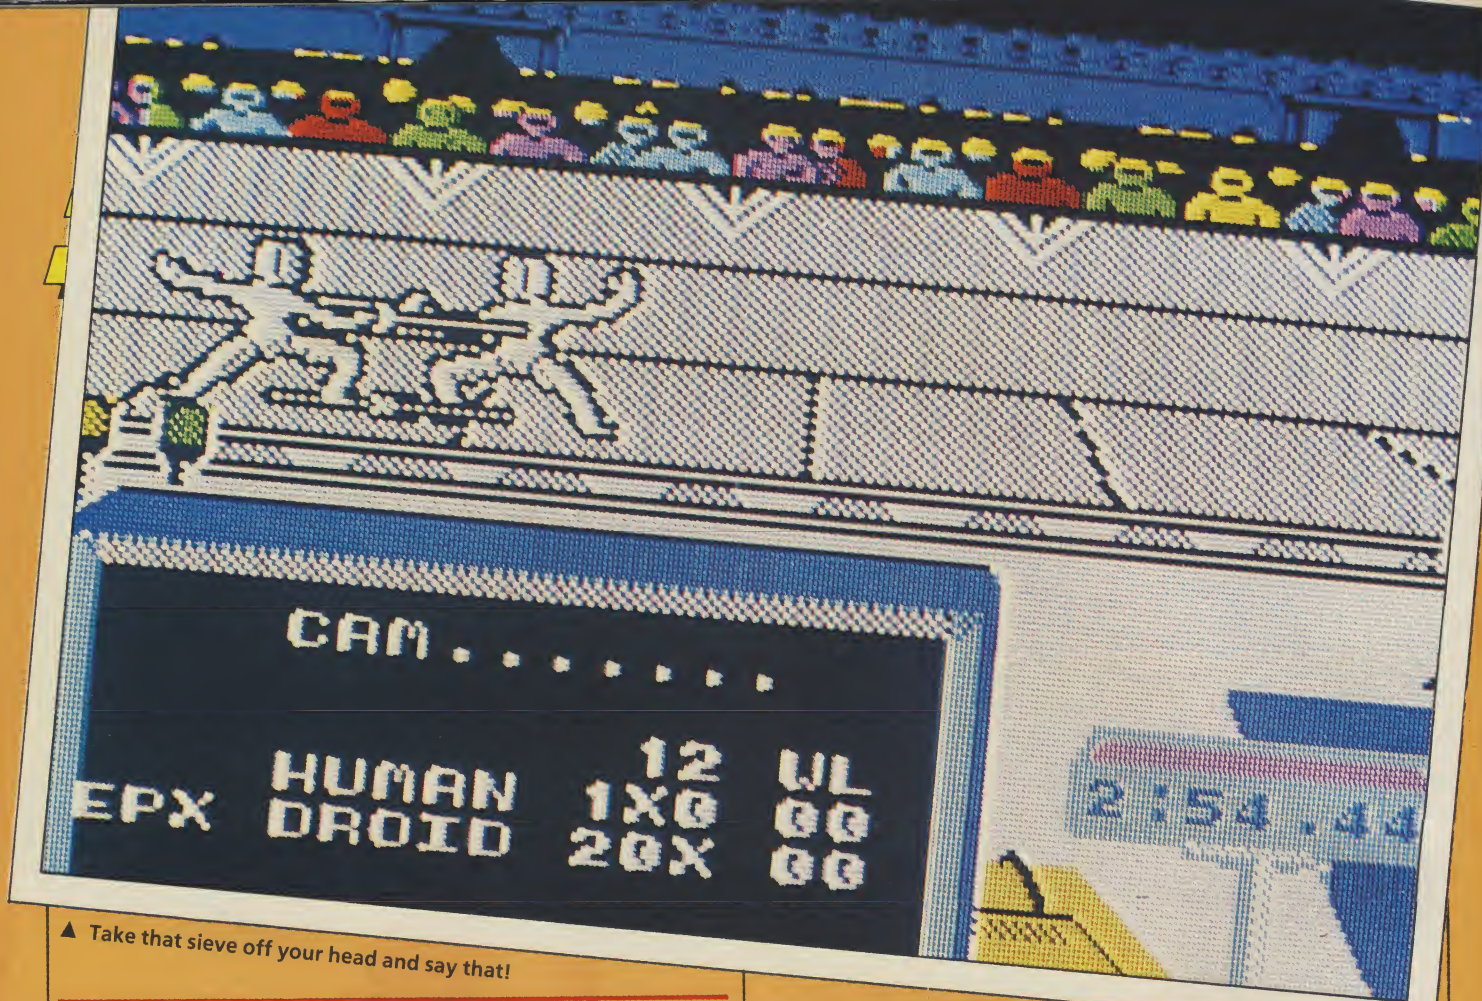 CAM.......
12 WL
HUMAN 1X0 00
EPX DROID 20X 00
2:54.44
▲ Take that sieve off your head and say that!